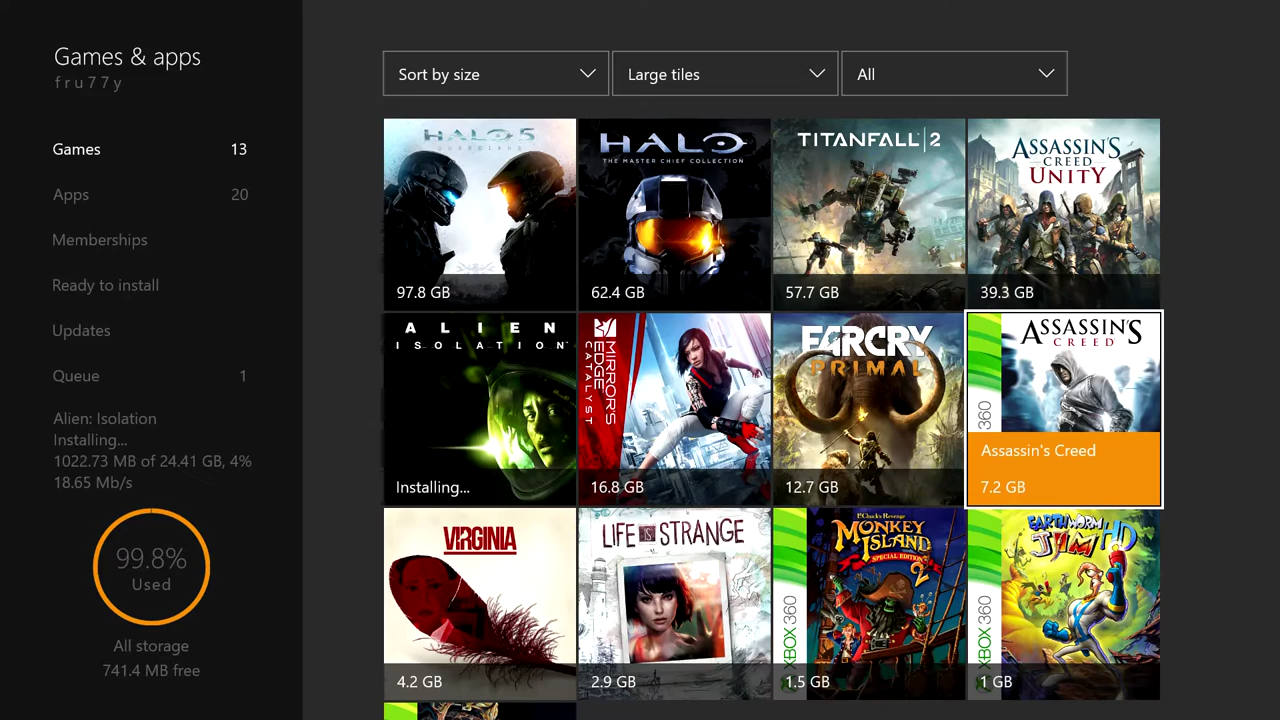 Games & apps
f r u 7 7 y
Games 13
Apps 20
Memberships
Ready to install
Updates
Queue 1
Alien: Isolation
Installing...
1022.73 MB of 24.41 GB, 4%
18.65 Mb/s
99.8%
Used
All storage
741.4 MB free
Sort by size
Large tiles
All
HALO 5
GUARDIANS
97.8 GB
HALO
THE MASTER CHIEF COLLECTION
62.4 GB
TITANFALL 2
57.7 GB
ASSASSIN'S
CREED
UNITY
39.3 GB
ALIEN
ISOLATION
Installing...
MIRROR'S
EDGE
CATALYST
16.8 GB
FARCRY
PRIMAL
12.7 GB
360
ASSASSIN'S
CREED
Assassin's Creed
7.2 GB
VIRGINIA
4.2 GB
LIFE IS STRANGE
2.9 GB
XBOX 360
LeChuck's Revenge
MONKEY
ISLAND
SPECIAL EDITION
2
1.5 GB
XBOX 360
EARTHWORM
JIM HD
1 GB